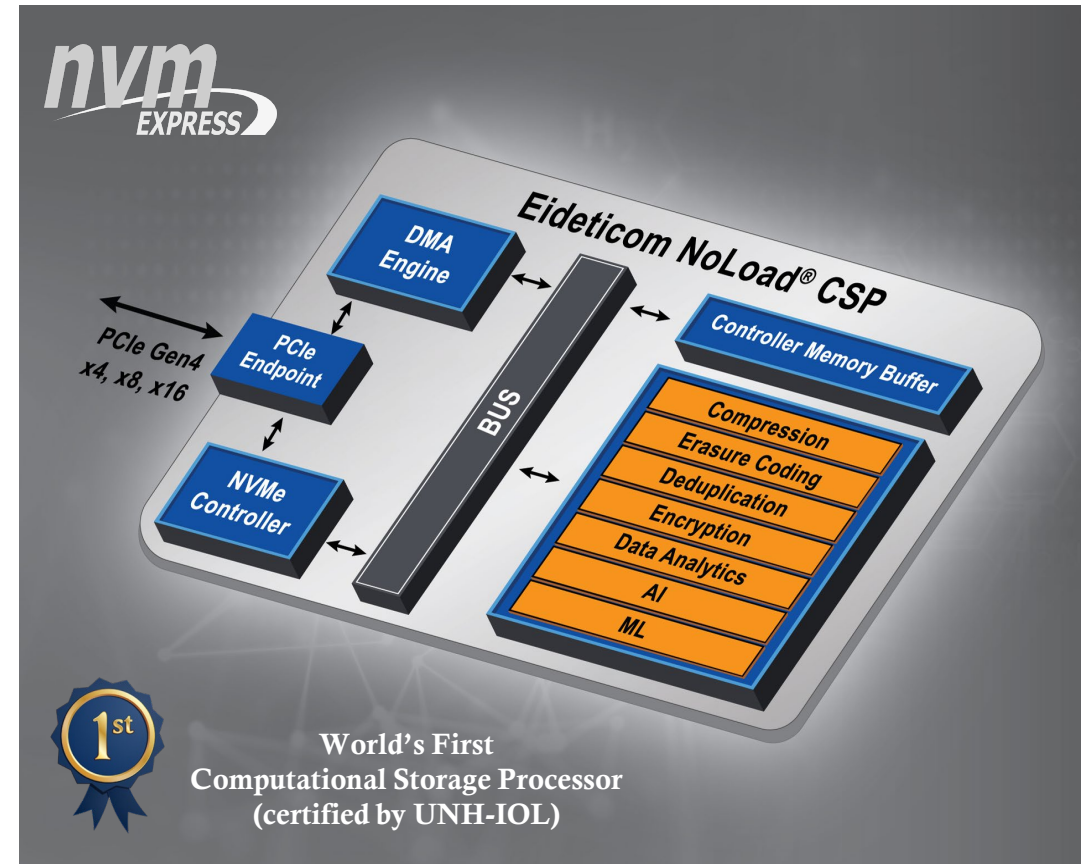 nvm
EXPRESS
Eideticom NoLoad® CSP
DMA
Engine
PCIe Gen4
x4, x8, x16
PCIe
Endpoint
NVMe
Controller
BUS
Controller Memory Buffer
Compression
Erasure Coding
Deduplication
Encryption
Data Analytics
AI
ML
1st
World's First
Computational Storage Processor
(certified by UNH-IOL)